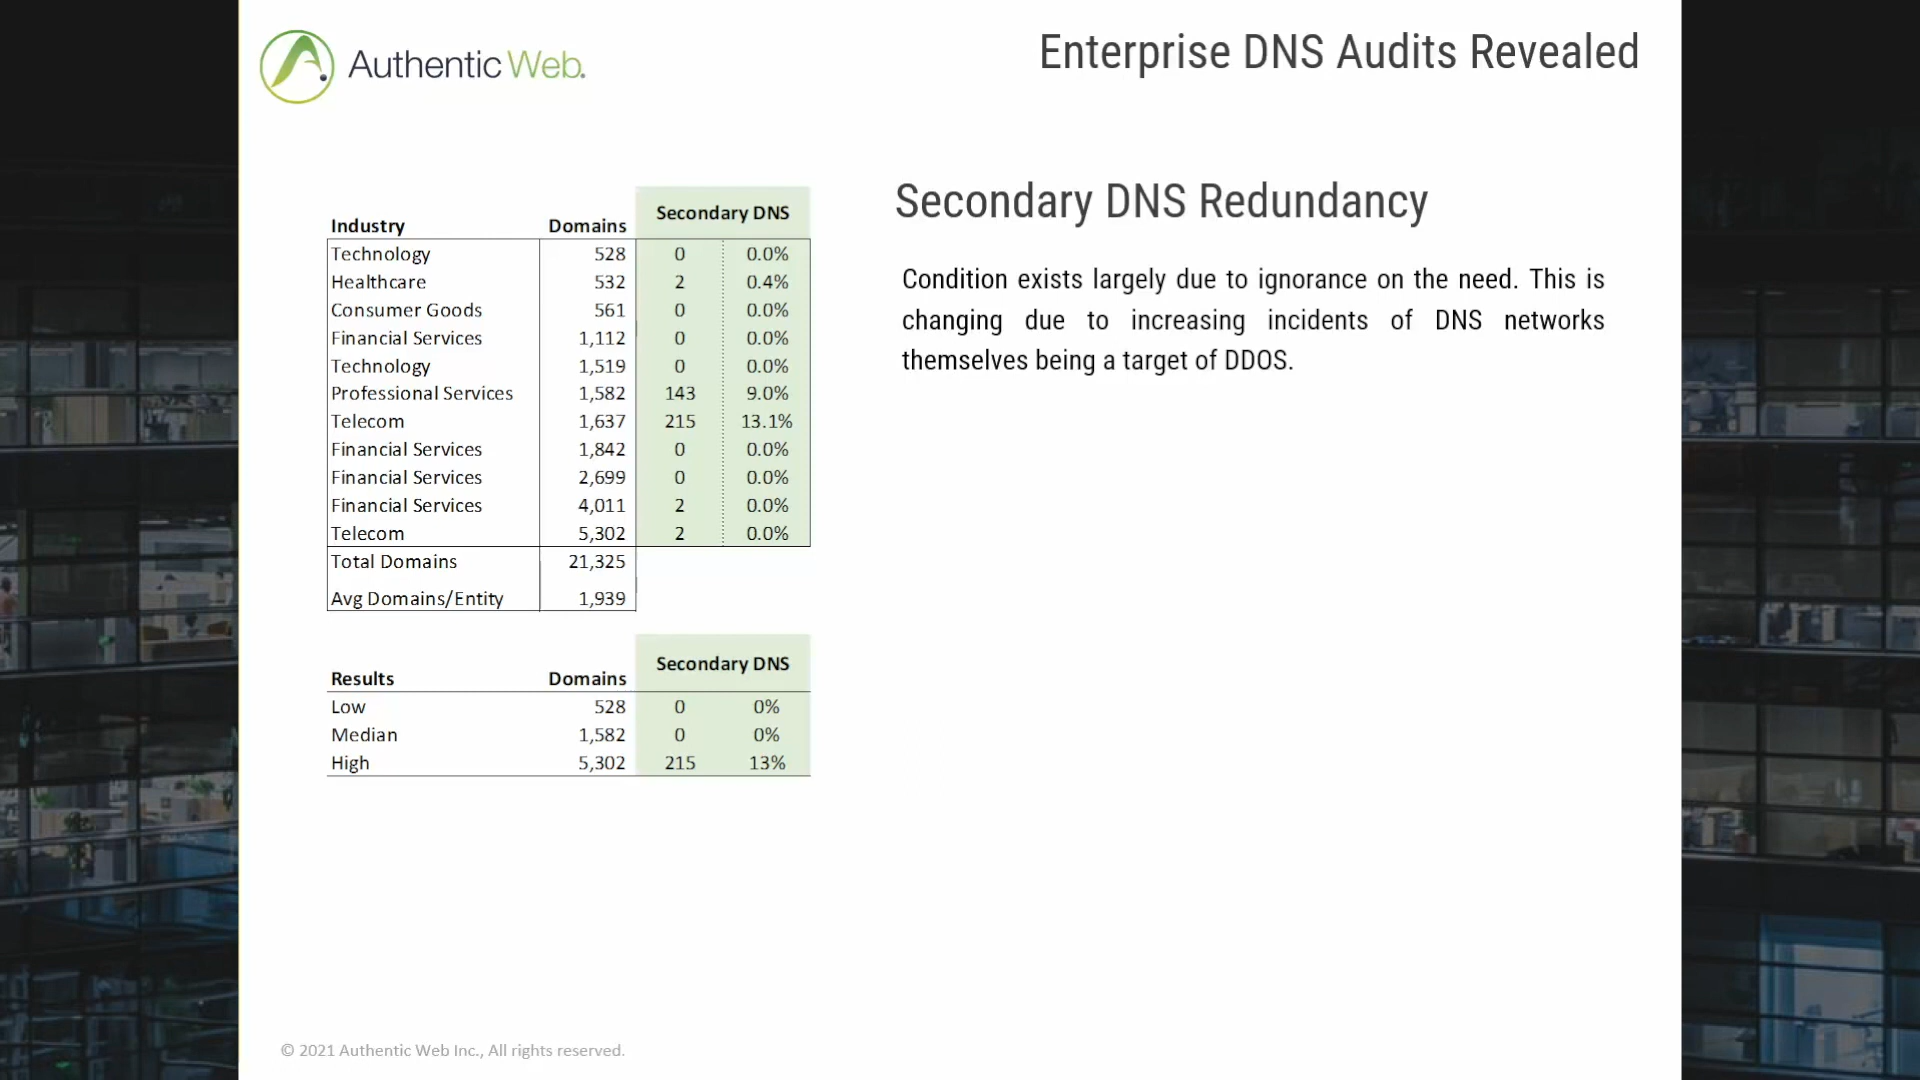 Authentic Web.
Enterprise DNS Audits Revealed
Secondary DNS
Industry Domains
Technology 528 0 0.0%
Healthcare 532 2 0.4%
Consumer Goods 561 0 0.0%
Financial Services 1,112 0 0.0%
Technology 1,519 0 0.0%
Professional Services 1,582 143 9.0%
Telecom 1,637 215 13.1%
Financial Services 1,842 0 0.0%
Financial Services 2,699 0 0.0%
Financial Services 4,011 2 0.0%
Telecom 5,302 2 0.0%
Total Domains 21,325
Avg Domains/Entity 1,939
Secondary DNS
Results Domains
Low 528 0 0%
Median 1,582 0 0%
High 5,302 215 13%
Secondary DNS Redundancy
Condition exists largely due to ignorance on the need. This is
changing due to increasing incidents of DNS networks
themselves being a target of DDOS.
© 2021 Authentic Web Inc., All rights reserved.